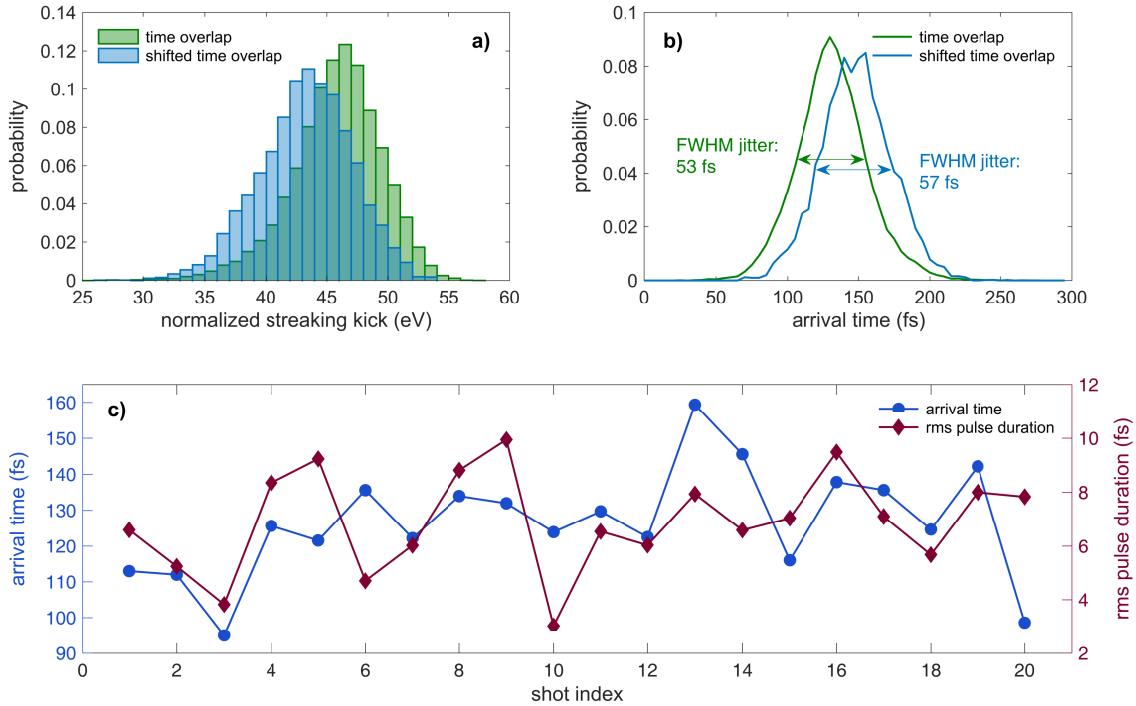 a)
time overlap
shifted time overlap
probability
0.14
0.12
0.1
0.08
0.06
0.04
0.02
0
25 30 35 40 45 50 55 60
normalized streaking kick (eV)
b)
time overlap
shifted time overlap
FWHM jitter:
53 fs
FWHM jitter:
57 fs
probability
0.1
0.08
0.06
0.04
0.02
0
0 50 100 150 200 250 300
arrival time (fs)
c)
arrival time
rms pulse duration
arrival time (fs)
160
150
140
130
120
110
100
90
0 2 4 6 8 10 12 14 16 18 20
shot index
12
10
8
6
4
2
rms pulse duration (fs)